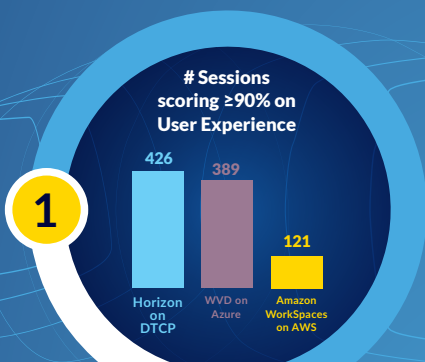 # Sessions
scoring ≥90% on
User Experience
426
389
121
1
Horizon
on
DTCP
WVD on
Azure
Amazon
WorkSpaces
on AWS